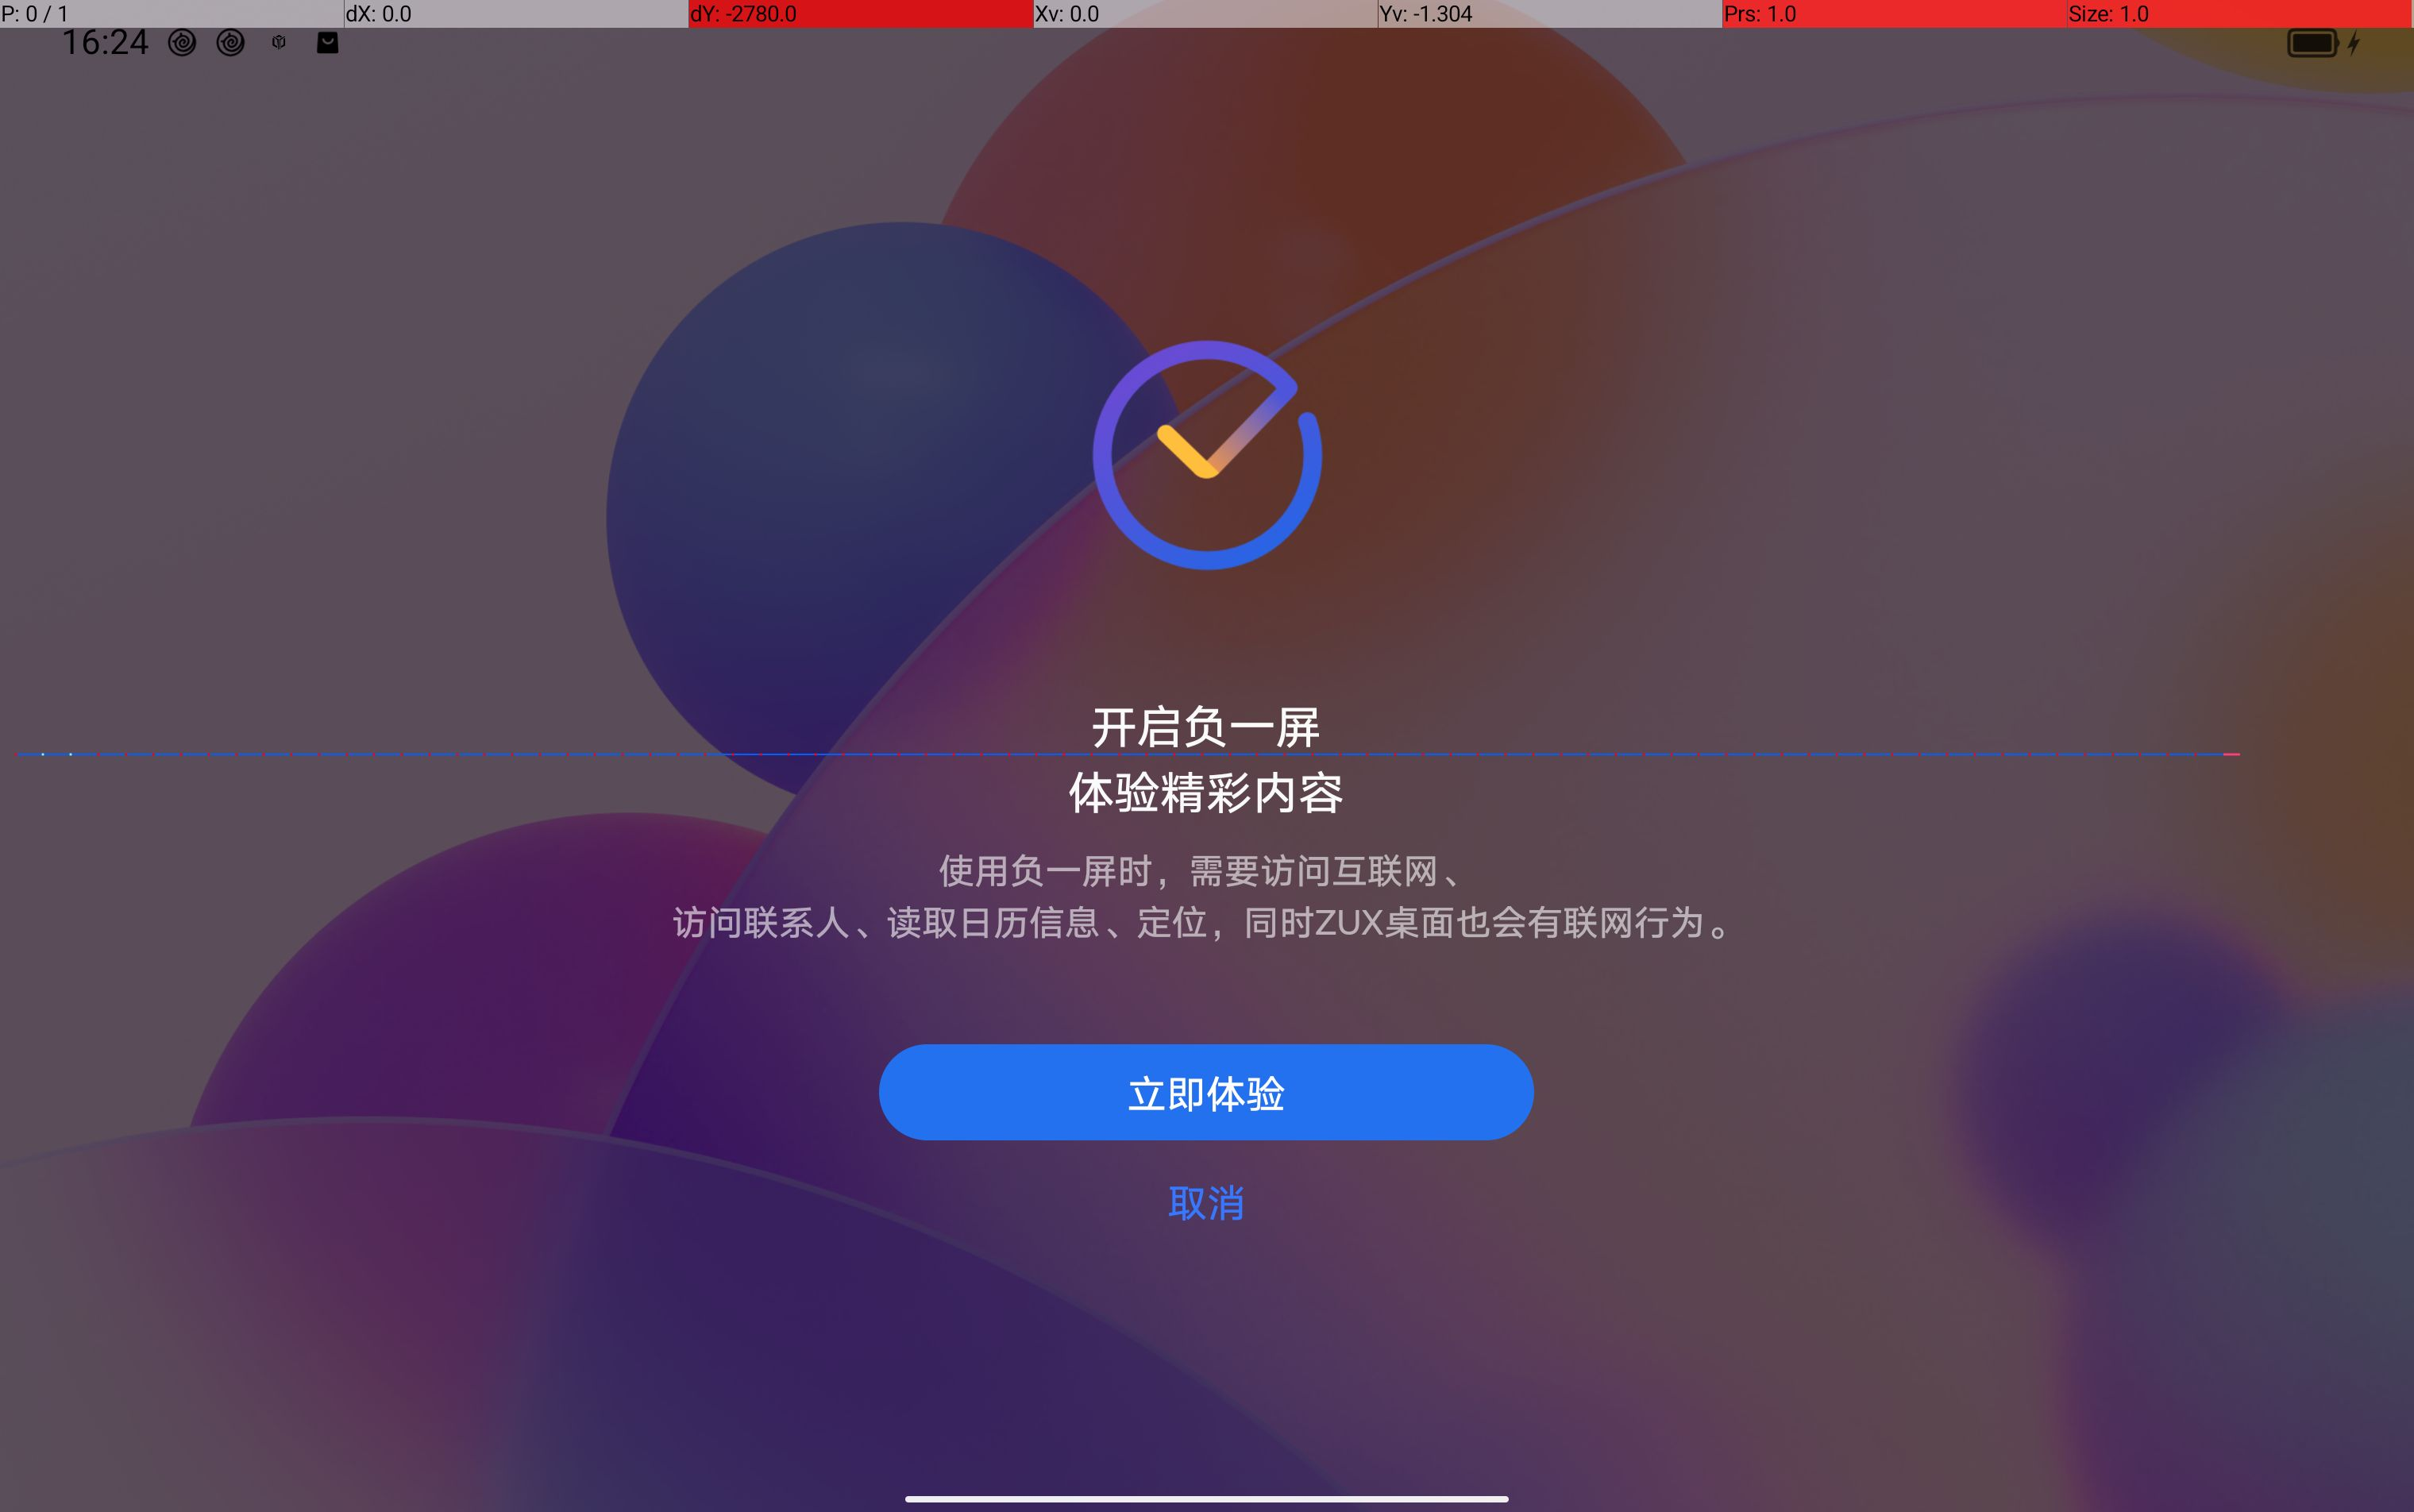 P: 0 / 1 dX: 0.0 dY: -2780.0 Xv: 0.0 Yv: -1.304 Prs: 1.0 Size: 1.0
16:24
开启负一屏
体验精彩内容
使用负一屏时，需要访问互联网、
访问联系人、读取日历信息、定位，同时ZUX桌面也会有联网行为。
立即体验
取消